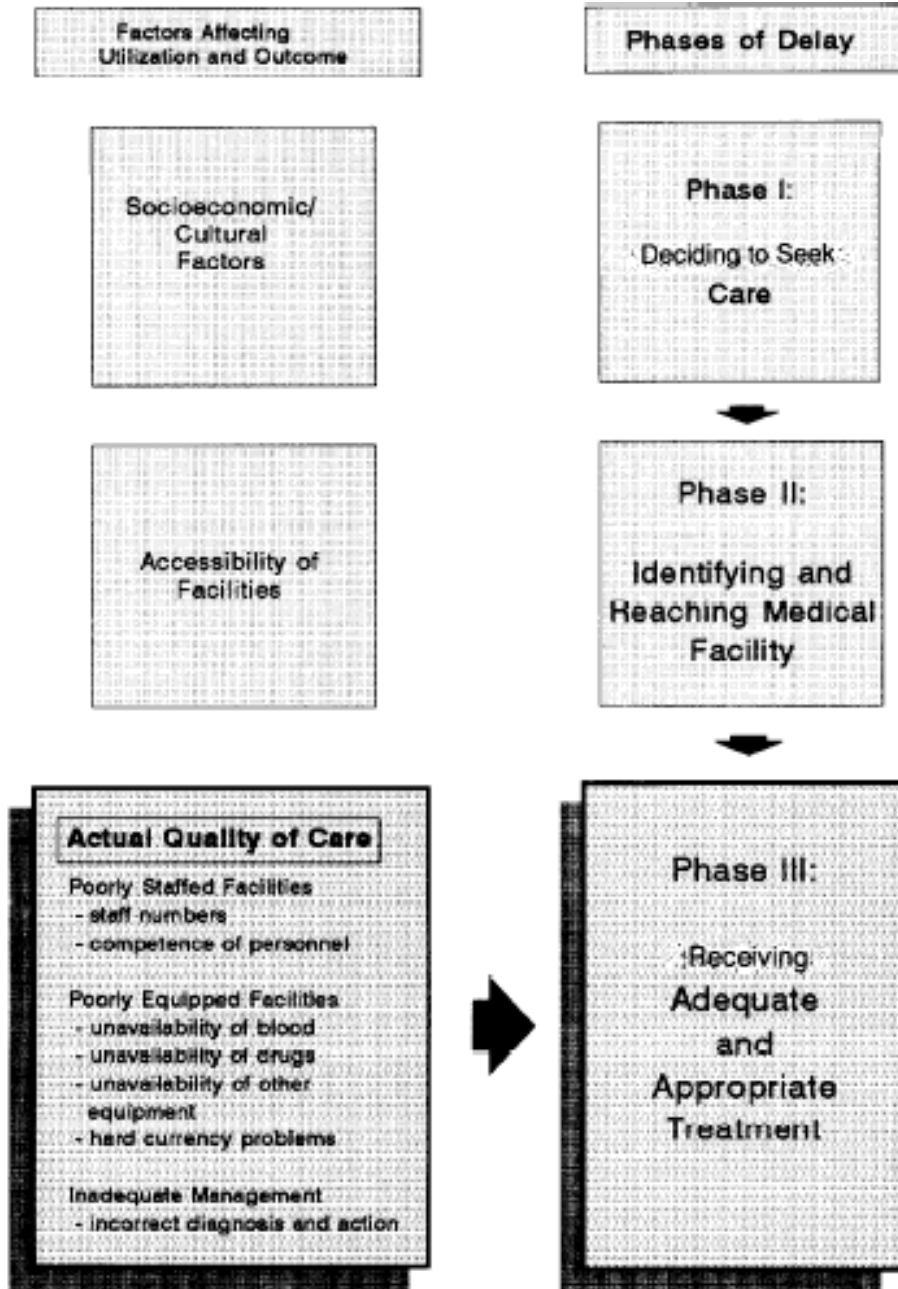 Factors Affecting
Utilization and Outcome
Phases of Delay
Socioeconomic/
Cultural
Factors
Phase I:
Deciding to Seek
Care
Accessibility of
Facilities
Phase II:
Identifying and
Reaching Medical
Facility
Actual Quality of Care
Poorly Staffed Facilities
- staff numbers
- competence of personnel
Poorly Equipped Facilities
- unavailability of blood
- unavailability of drugs
- unavailability of other
equipment
- hard currency problems
Inadequate Management
- incorrect diagnosis and action
Phase III:
Receiving
Adequate
and
Appropriate
Treatment